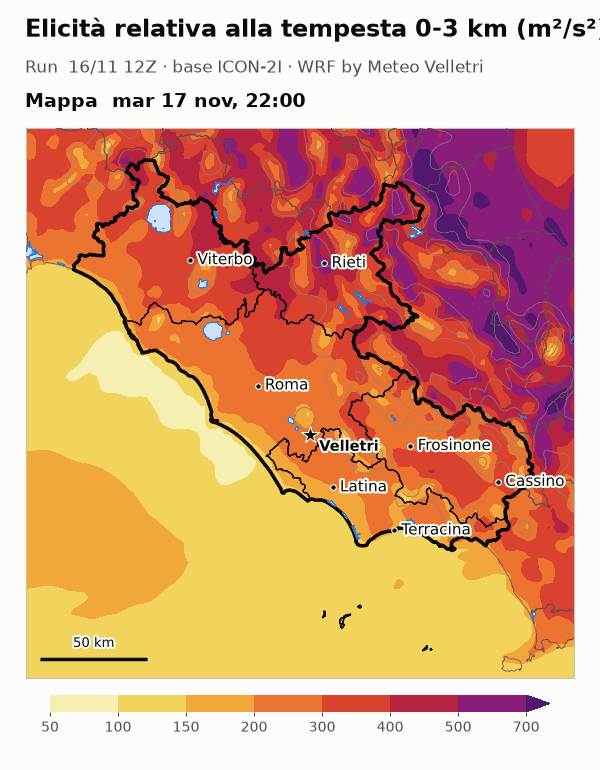 Elicità relativa alla tempesta 0-3 km (m²/s²)
Run 16/11 12Z · base ICON-2I · WRF by Meteo Velletri
Mappa mar 17 nov, 22:00
Viterbo
Rieti
Roma
Velletri
Frosinone
Cassino
Latina
Terracina
50 km
50 100 150 200 300 400 500 700